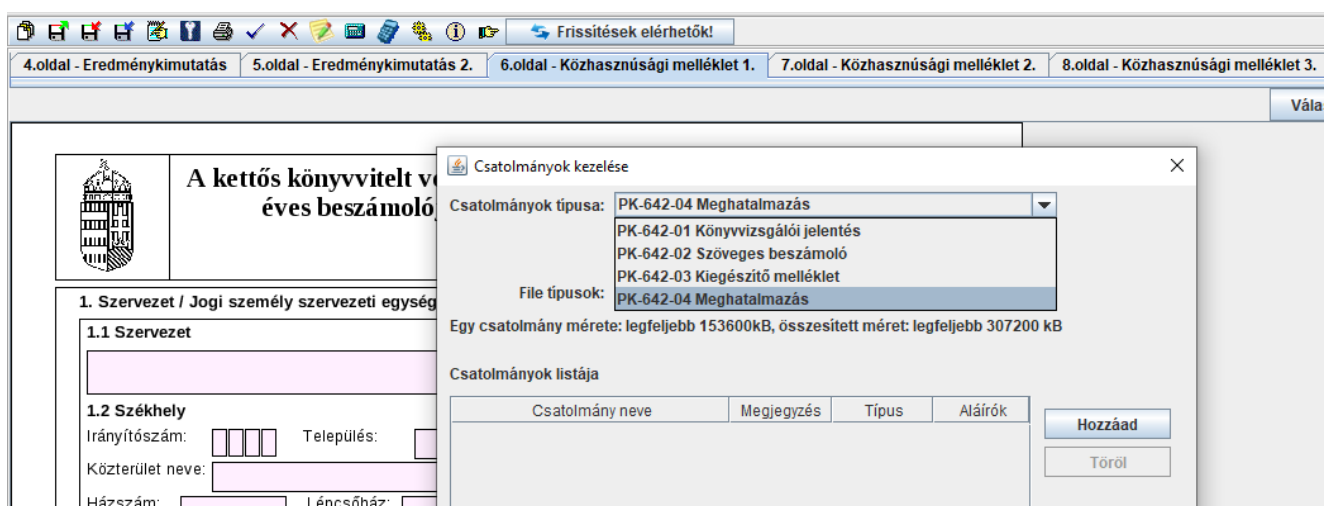 Frissítések elérhetők!
4.oldal - Eredménykimutatás 5.oldal - Eredménykimutatás 2. 6.oldal - Közhasznúsági melléklet 1. 7.oldal - Közhasznúsági melléklet 2. 8.oldal - Közhasznúsági melléklet 3.
Vála
A kettős könyvvitelt v
éves beszámoló
Csatolmányok kezelése
Csatolmányok típusa: PK-642-04 Meghatalmazás
PK-642-01 Könyvvizsgálói jelentés
PK-642-02 Szöveges beszámoló
PK-642-03 Kiegészítő melléklet
File típusok: PK-642-04 Meghatalmazás
Egy csatolmány mérete: legfeljebb 153600kB, összesített méret: legfeljebb 307200 kB
Csatolmányok listája
Csatolmány neve Megjegyzés Típus Aláírók
Hozzáad
Töröl
1. Szervezet / Jogi személy szervezeti egység
1.1 Szervezet
1.2 Székhely
Irányítószám: Település:
Közterület neve:
Házszám: Lépcsőház: